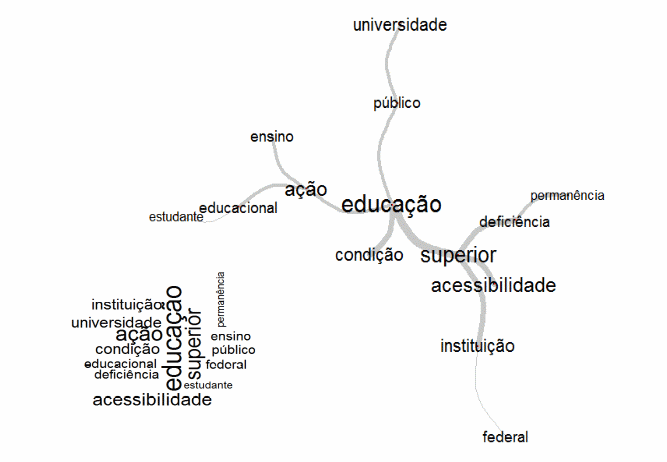 universidade
público
ensino
ação
educação
permanência
educacional
estudante
deficiência
condição
superior
acessibilidade
instituição
federal
permanência
instituição
educação
universidade
superior
ação
ensino
condição
público
educacional
fodoral
deficiência
estudante
acessibilidade